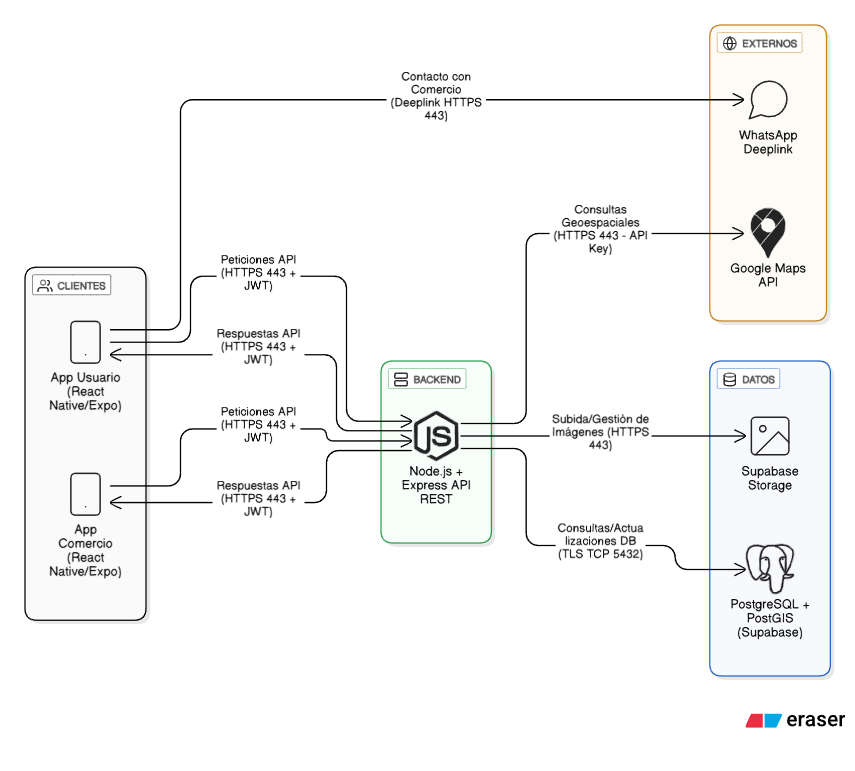 EXTERNOS
Contacto con
Comercio
(Deeplink HTTPS
443)
WhatsApp
Deeplink
Consultas
Geoespaciales
(HTTPS 443 - API
Key)
Google Maps
API
CLIENTES
Peticiones API
(HTTPS 443 +
JWT)
App Usuario
(React
Native/Expo)
Respuestas API
(HTTPS 443 +
JWT)
Peticiones API
(HTTPS 443 +
JWT)
App
Comercio
(React
Native/Expo)
Respuestas API
(HTTPS 443 +
JWT)
BACKEND
JS
Node.js +
Express API
REST
DATOS
Subida/Gestión de
Imágenes (HTTPS
443)
Supabase
Storage
Consultas/Actua
lizaciones DB
(TLS TCP 5432)
PostgreSQL +
PostGIS
(Supabase)
eraser